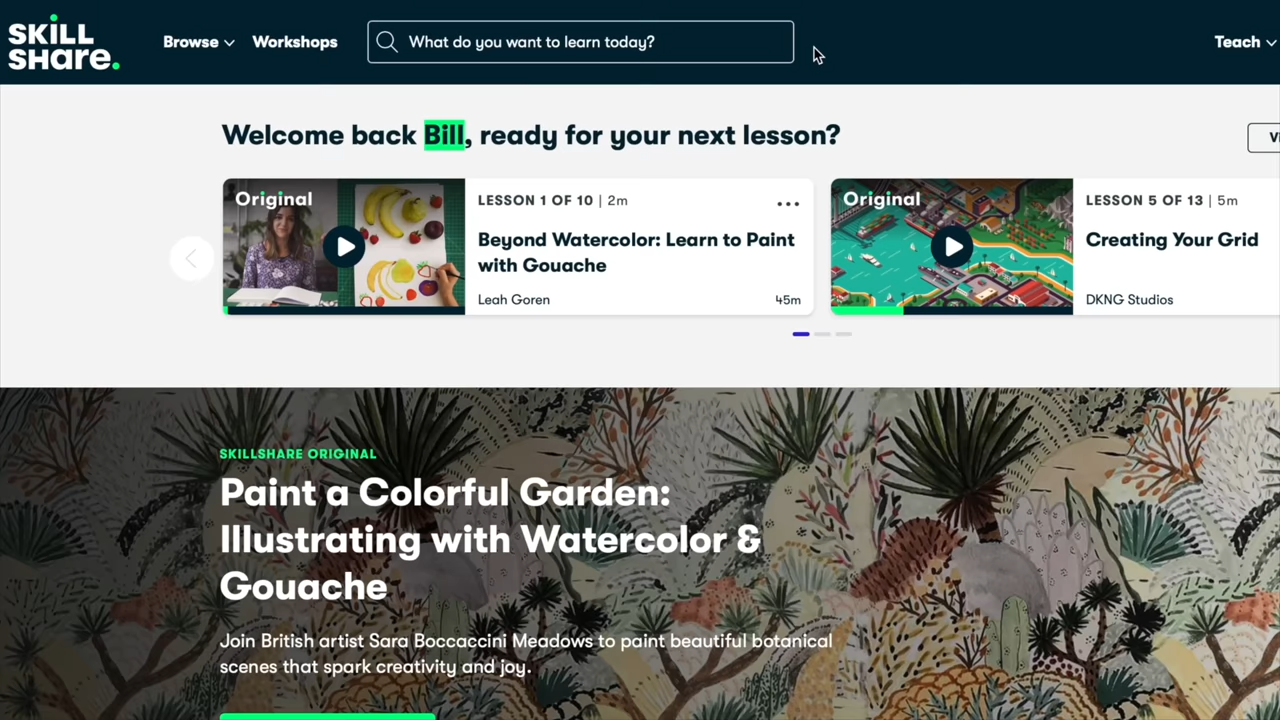 SKILL
SHARE.
Browse
Workshops
What do you want to learn today?
Teach
Welcome back Bill, ready for your next lesson?
Original
LESSON 1 OF 10 | 2m
Beyond Watercolor: Learn to Paint
with Gouache
Leah Goren
45m
Original
LESSON 5 OF 13 | 5m
Creating Your Grid
DKNG Studios
SKILLSHARE ORIGINAL
Paint a Colorful Garden:
Illustrating with Watercolor &
Gouache
Join British artist Sara Boccaccini Meadows to paint beautiful botanical
scenes that spark creativity and joy.